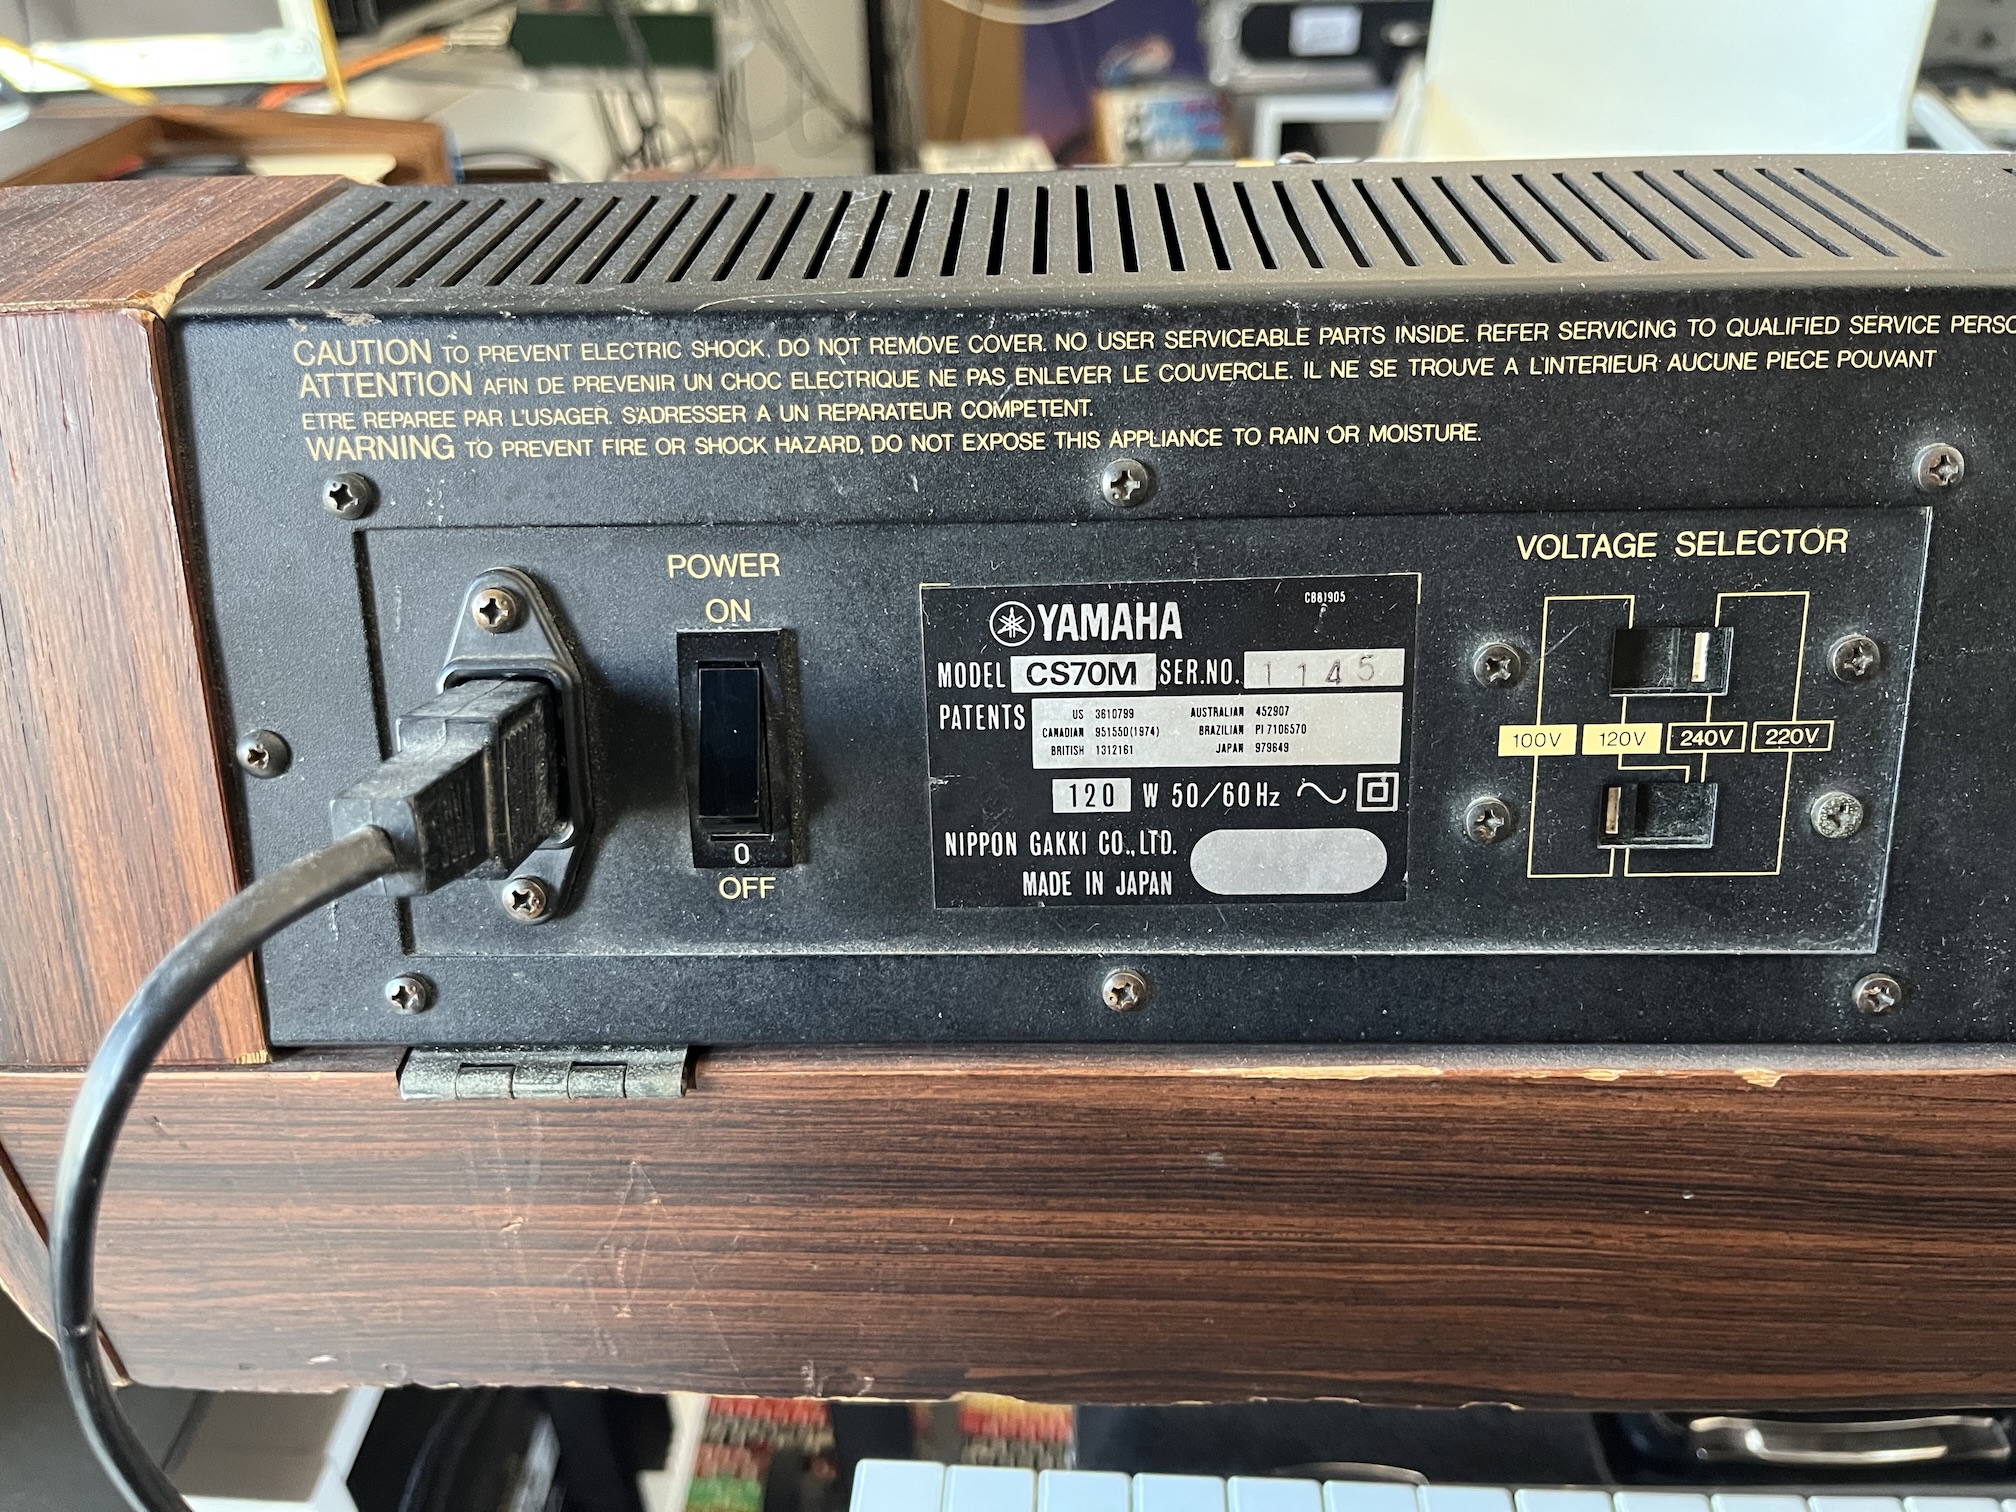 CAUTION TO PREVENT ELECTRIC SHOCK, DO NOT REMOVE COVER. NO USER SERVICEABLE PARTS INSIDE. REFER SERVICING TO QUALIFIED SERVICE PERSO
ATTENTION AFIN DE PREVENIR UN CHOC ELECTRIQUE NE PAS ENLEVER LE COUVERCLE. IL NE SE TROUVE A L'INTERIEUR AUCUNE PIECE POUVANT
ETRE REPAREE PAR L'USAGER. S'ADRESSER A UN REPARATEUR COMPETENT.
WARNING TO PREVENT FIRE OR SHOCK HAZARD, DO NOT EXPOSE THIS APPLIANCE TO RAIN OR MOISTURE.
POWER
ON
O
OFF
CB81905
YAMAHA
MODEL CS70M SER.NO. 1145
PATENTS
US 3610799 AUSTRALIAN 452907
CANADIAN 951550(1974) BRAZILIAN PI 7106570
BRITISH 1312161 JAPAN 979649
120 W 50/60 Hz
NIPPON GAKKI CO., LTD.
MADE IN JAPAN
VOLTAGE SELECTOR
100V 120V 240V 220V